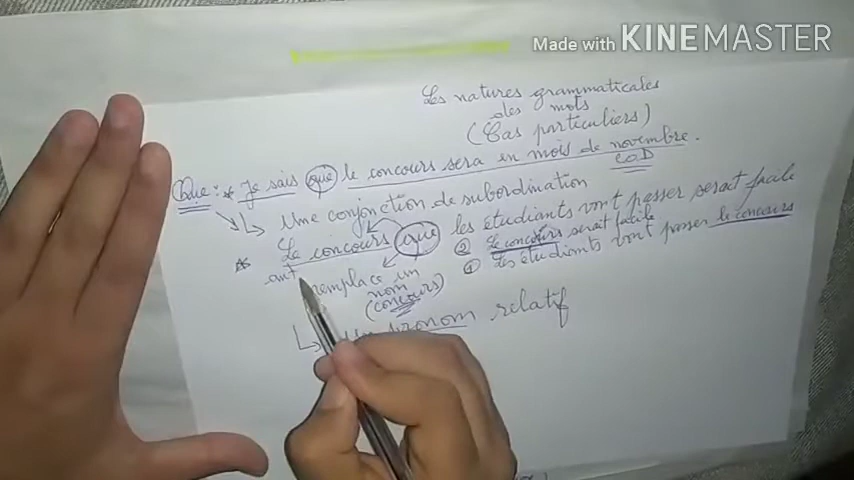 Made with KINEMASTER
Les natures grammaticales
des mots
(Cas particuliers)
Que : * Je sais que le concours sera en mois de novembre.
COD
Une conjonction de subordination
* Le concours que les étudiants vont passer serait facile
② Le concours serait facile
① Les étudiants vont passer le concours
ant
remplace un
nom
(concours)
Un pronom relatif